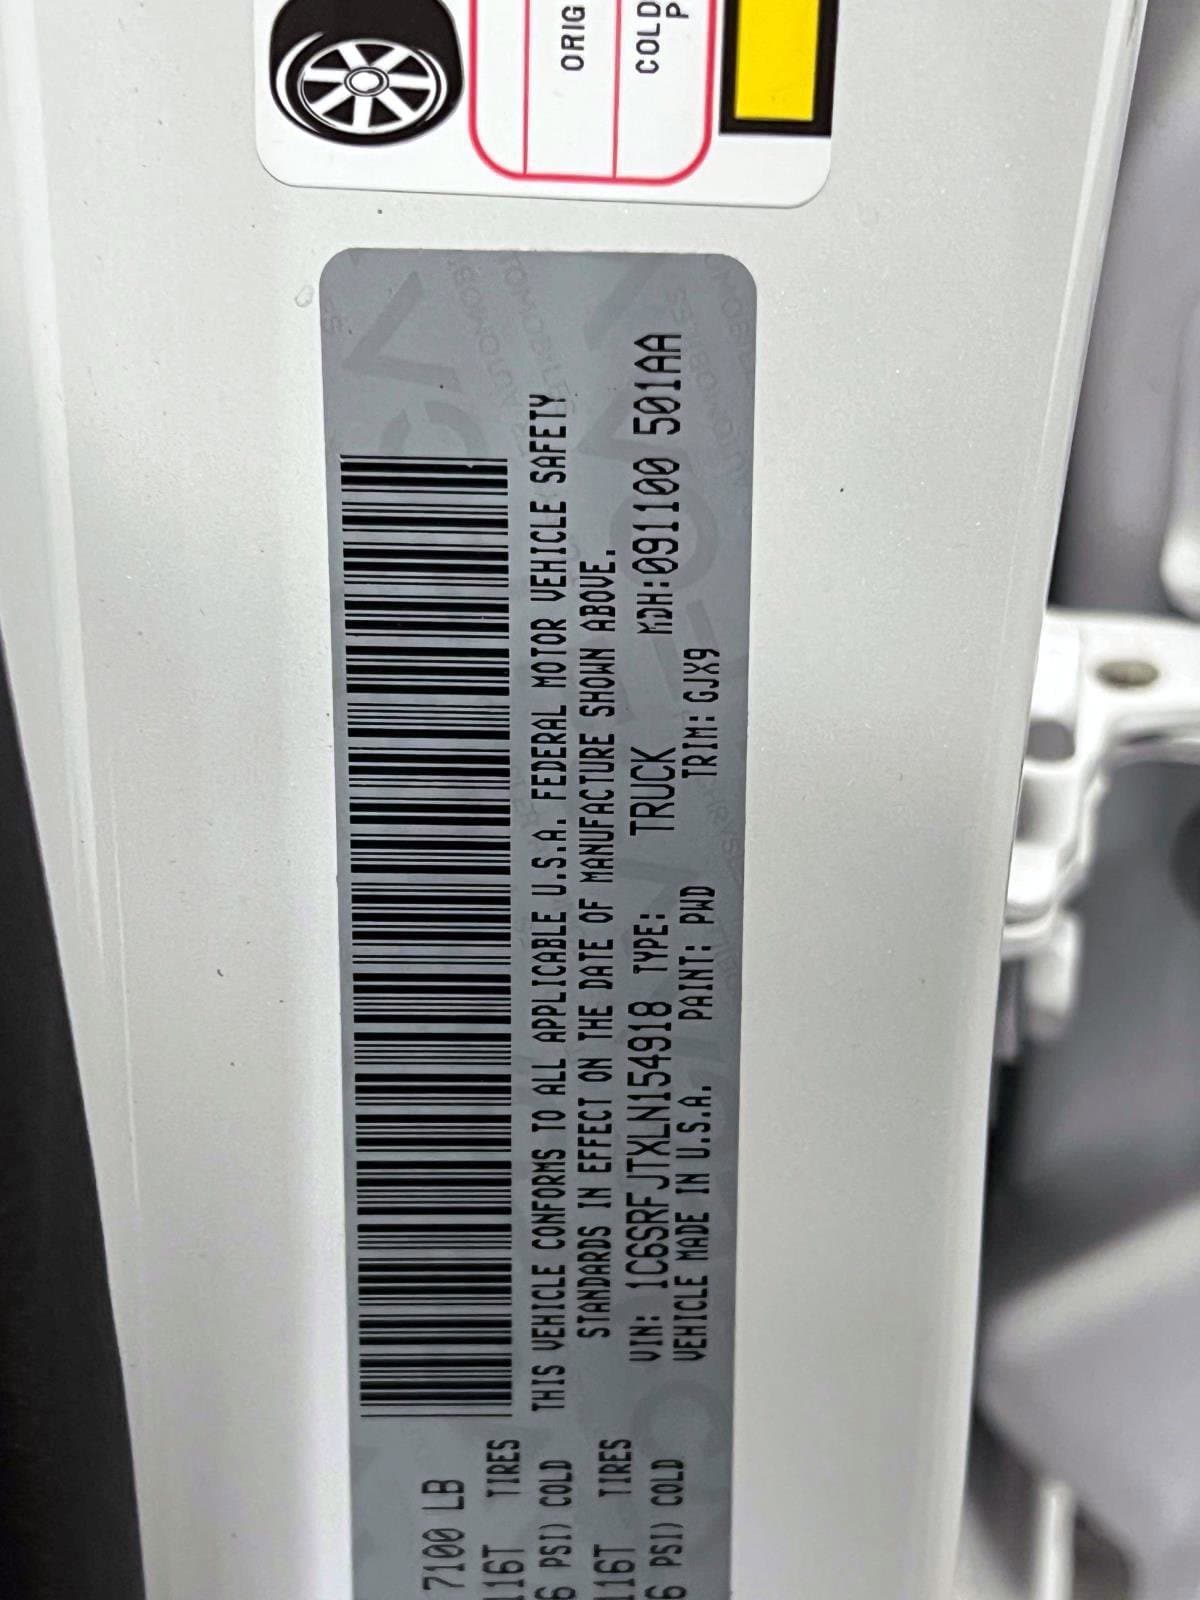 ORIG
COLD
P
7100 LB
116T TIRES
6 PSI) COLD
116T TIRES
6 PSI) COLD
THIS VEHICLE CONFORMS TO ALL APPLICABLE U.S.A. FEDERAL MOTOR VEHICLE SAFETY
STANDARDS IN EFFECT ON THE DATE OF MANUFACTURE SHOWN ABOVE.
VIN: 1C6SRFJTXLN154918 TYPE: TRUCK MDH:091100 501AA
VEHICLE MADE IN U.S.A. PAINT: PWD TRIM: GJX9